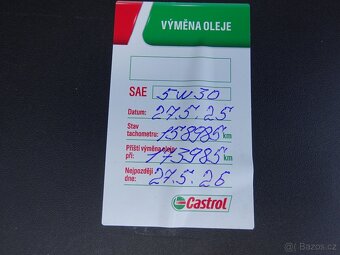 VÝMĚNA OLEJE
SAE 5W30
Datum: 27.5.25
Stav
tachometru: 158985 km
Příští výměna oleje
při: 173985 km
Nejpozději
dne: 27.5.26
Castrol
Bazoš.cz